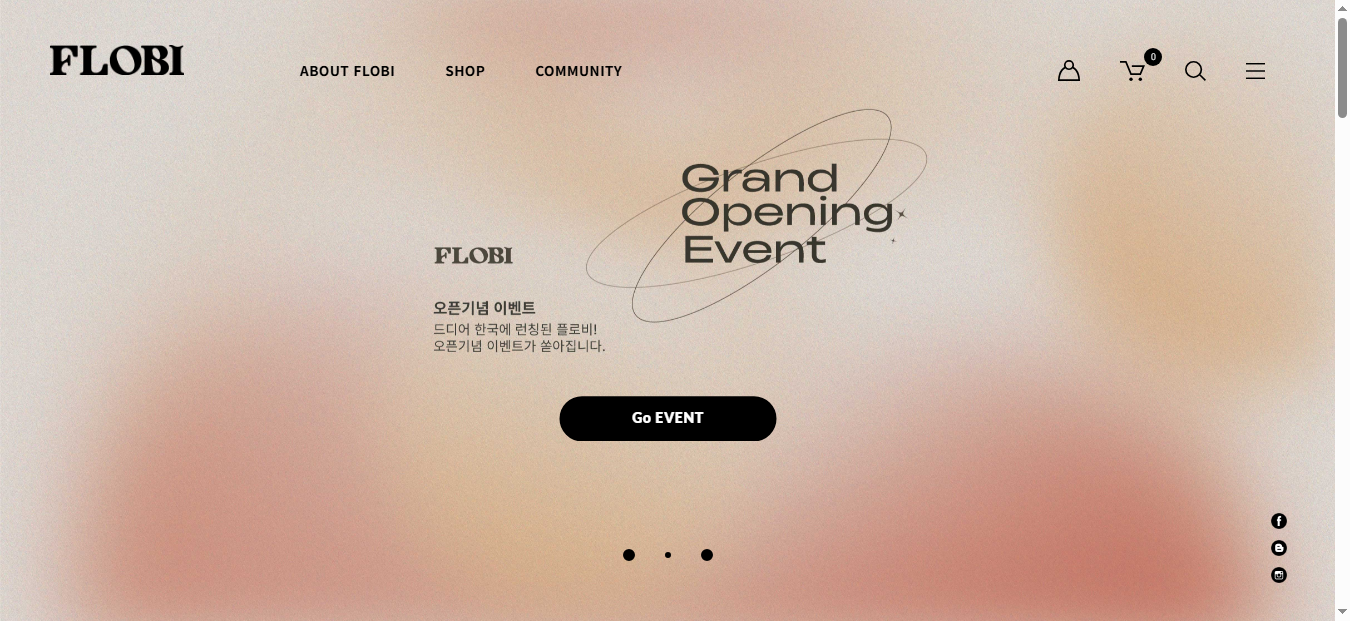 FLOBI
ABOUT FLOBI
SHOP
COMMUNITY
0
Grand
Opening
Event
FLOBI
오픈기념 이벤트
드디어 한국에 런칭된 플로비!
오픈기념 이벤트가 쏟아집니다.
Go EVENT